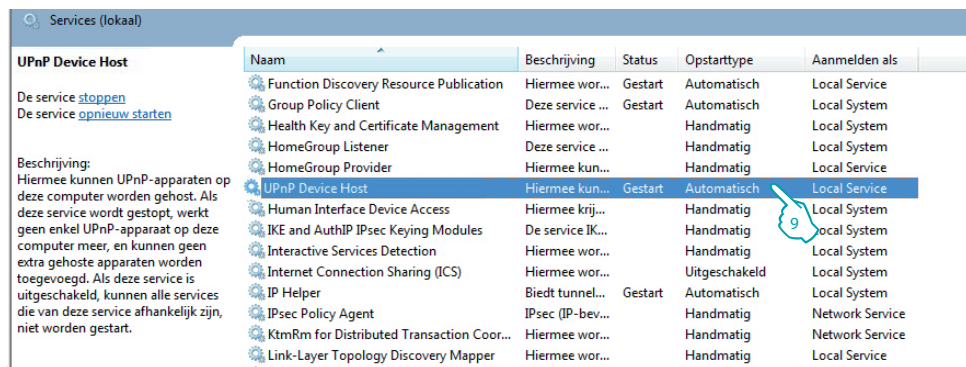 Services (lokaal)
UPnP Device Host
De service stoppen
De service opnieuw starten
Beschrijving:
Hiermee kunnen UPnP-apparaten op
deze computer worden gehost. Als
deze service wordt gestopt, werkt
geen enkel UPnP-apparaat op deze
computer meer, en kunnen geen
extra gehoste apparaten worden
toegevoegd. Als deze service is
uitgeschakeld, kunnen alle services
die van deze service afhankelijk zijn,
niet worden gestart.
Naam Beschrijving Status Opstarttype Aanmelden als
Function Discovery Resource Publication Hiermee wor... Gestart Automatisch Local Service
Group Policy Client Deze service ... Gestart Automatisch Local System
Health Key and Certificate Management Hiermee wor... Handmatig Local System
HomeGroup Listener Deze service ... Handmatig Local System
HomeGroup Provider Hiermee kun... Handmatig Local Service
UPnP Device Host Hiermee kun... Gestart Automatisch Local Service
Human Interface Device Access Hiermee krij... Handmatig Local System
9
IKE and AuthIP IPsec Keying Modules De service IK... Handmatig Local System
Interactive Services Detection Hiermee wor... Handmatig Local System
Internet Connection Sharing (ICS) Hiermee wor... Uitgeschakeld Local System
IP Helper Biedt tunnel... Gestart Automatisch Local System
IPsec Policy Agent IPsec (IP-bev... Handmatig Network Service
KtmRm for Distributed Transaction Coor... Hiermee wor... Handmatig Network Service
Link-Layer Topology Discovery Mapper Hiermee wor... Handmatig Local Service